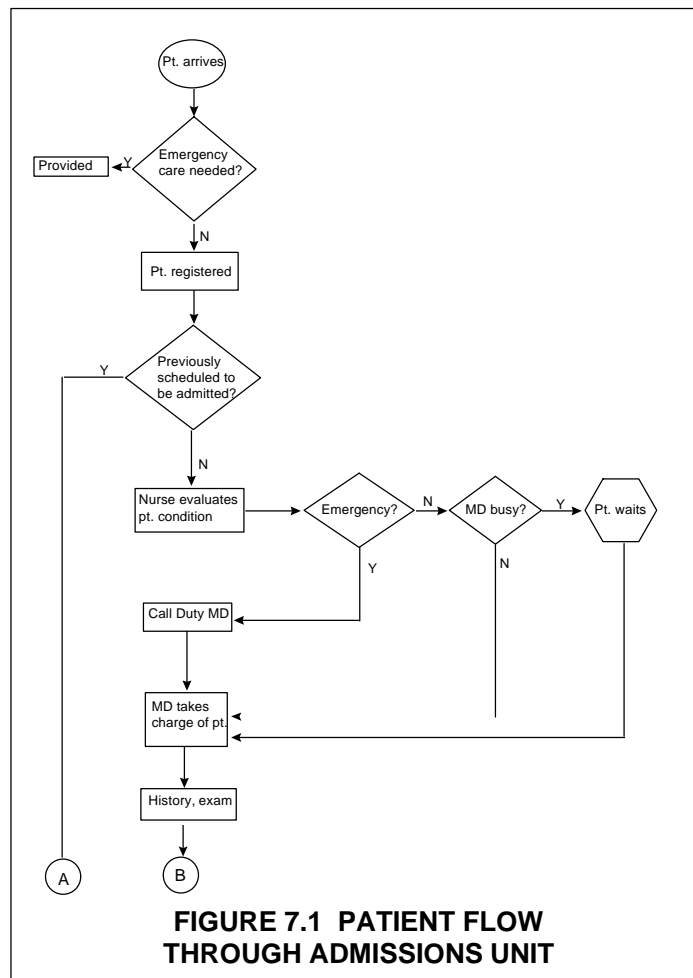 Pt. arrives
Emergency
care needed?
Y
Provided
N
Pt. registered
Previously
scheduled to
be admitted?
Y
N
Nurse evaluates
pt. condition
Emergency?
N
MD busy?
Y
Pt. waits
Y
N
Call Duty MD
MD takes
charge of pt.
History, exam
A
B
FIGURE 7.1 PATIENT FLOW
THROUGH ADMISSIONS UNIT